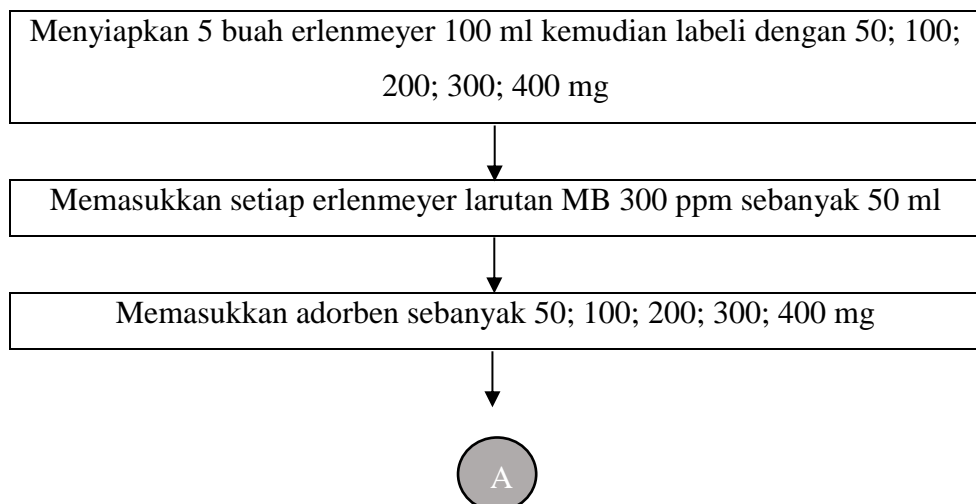 Menyiapkan 5 buah erlenmeyer 100 ml kemudian labeli dengan 50; 100;
200; 300; 400 mg
Memasukkan setiap erlenmeyer larutan MB 300 ppm sebanyak 50 ml
Memasukkan adorben sebanyak 50; 100; 200; 300; 400 mg
A